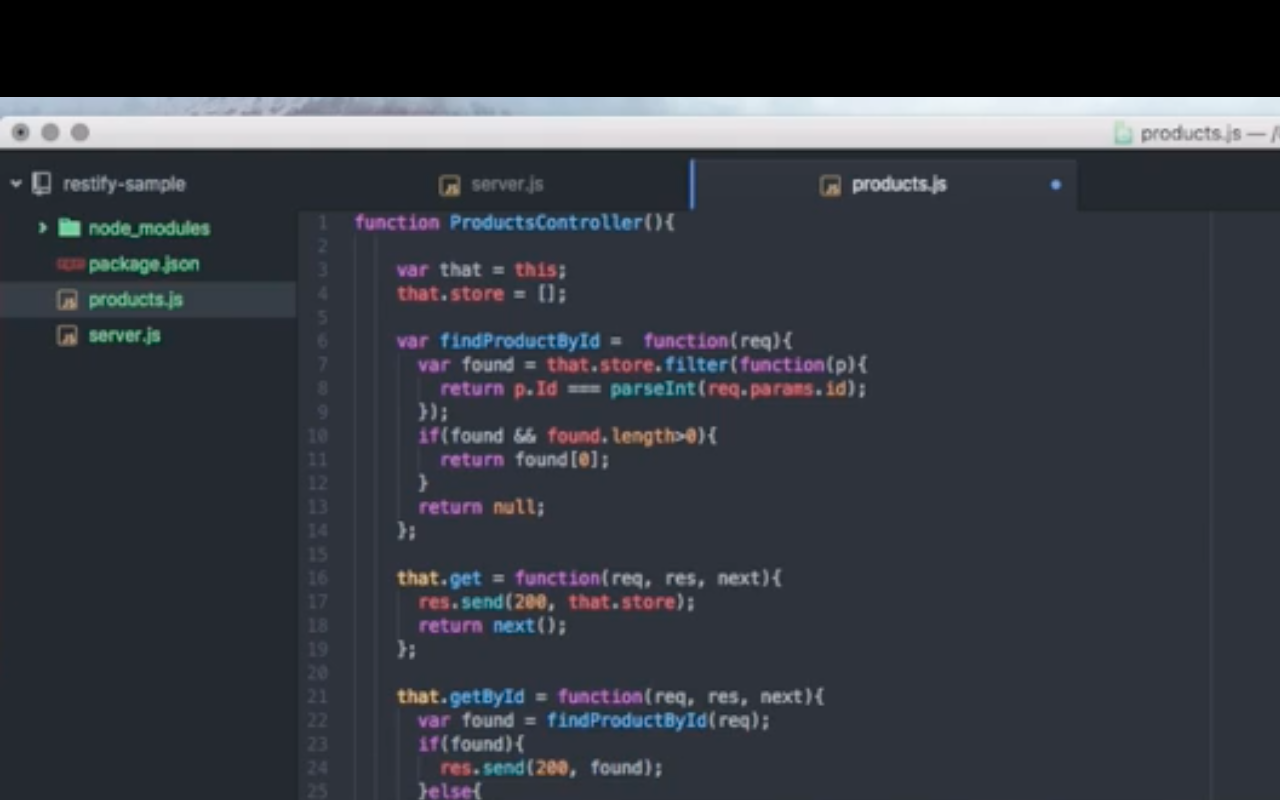 products.js — /
restify-sample
server.js
products.js
node_modules
package.json
products.js
server.js
1 function ProductsController(){
2
3 var that = this;
4 that.store = [];
5
6 var findProductById =  function(req){
7 var found = that.store.filter(function(p){
8 return p.Id === parseInt(req.params.id);
9 });
10 if(found && found.length>0){
11 return found[0];
12 }
13 return null;
14 };
15
16 that.get = function(req, res, next){
17 res.send(200, that.store);
18 return next();
19 };
20
21 that.getById = function(req, res, next){
22 var found = findProductById(req);
23 if(found){
24 res.send(200, found);
25 }else{